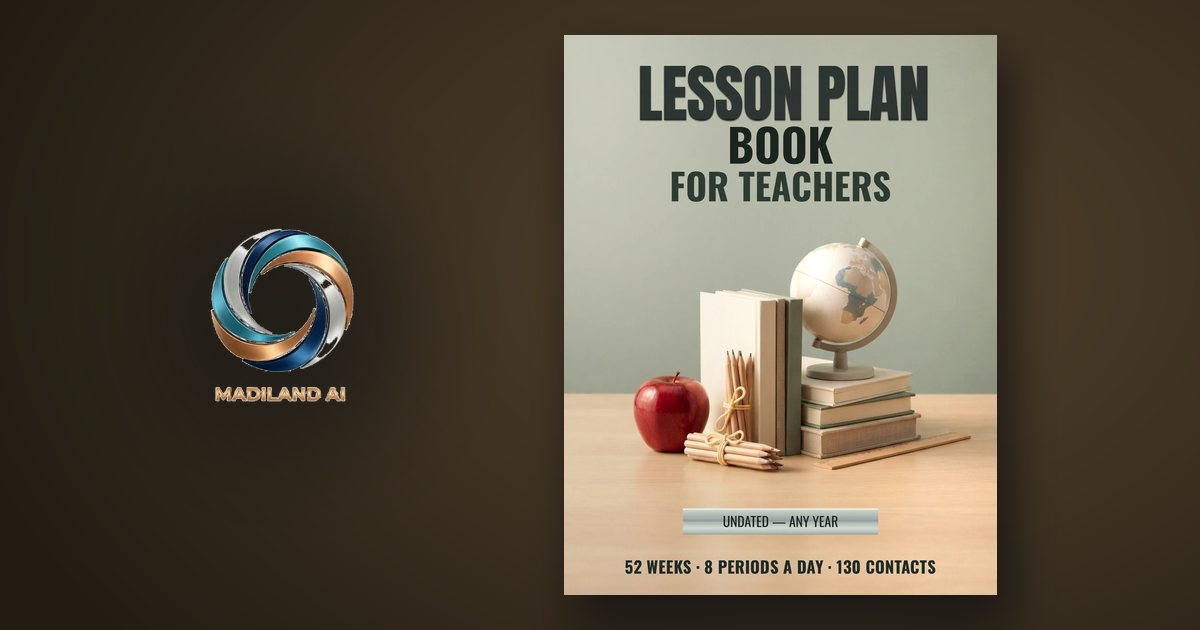 MADILAND AI
LESSON PLAN
BOOK
FOR TEACHERS
UNDATED — ANY YEAR
52 WEEKS · 8 PERIODS A DAY · 130 CONTACTS